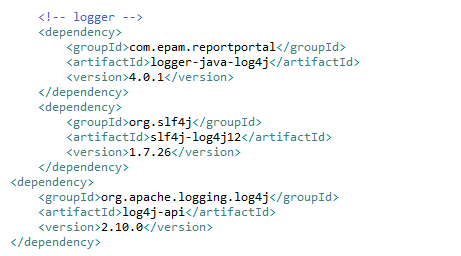 <!-- logger -->
<dependency>
<groupId>com.epam.reportportal</groupId>
<artifactId>logger-java-log4j</artifactId>
<version>4.0.1</version>
</dependency>
<dependency>
<groupId>org.slf4j</groupId>
<artifactId>slf4j-log4j12</artifactId>
<version>1.7.26</version>
</dependency>
<dependency>
<groupId>org.apache.logging.log4j</groupId>
<artifactId>log4j-api</artifactId>
<version>2.10.0</version>
</dependency>